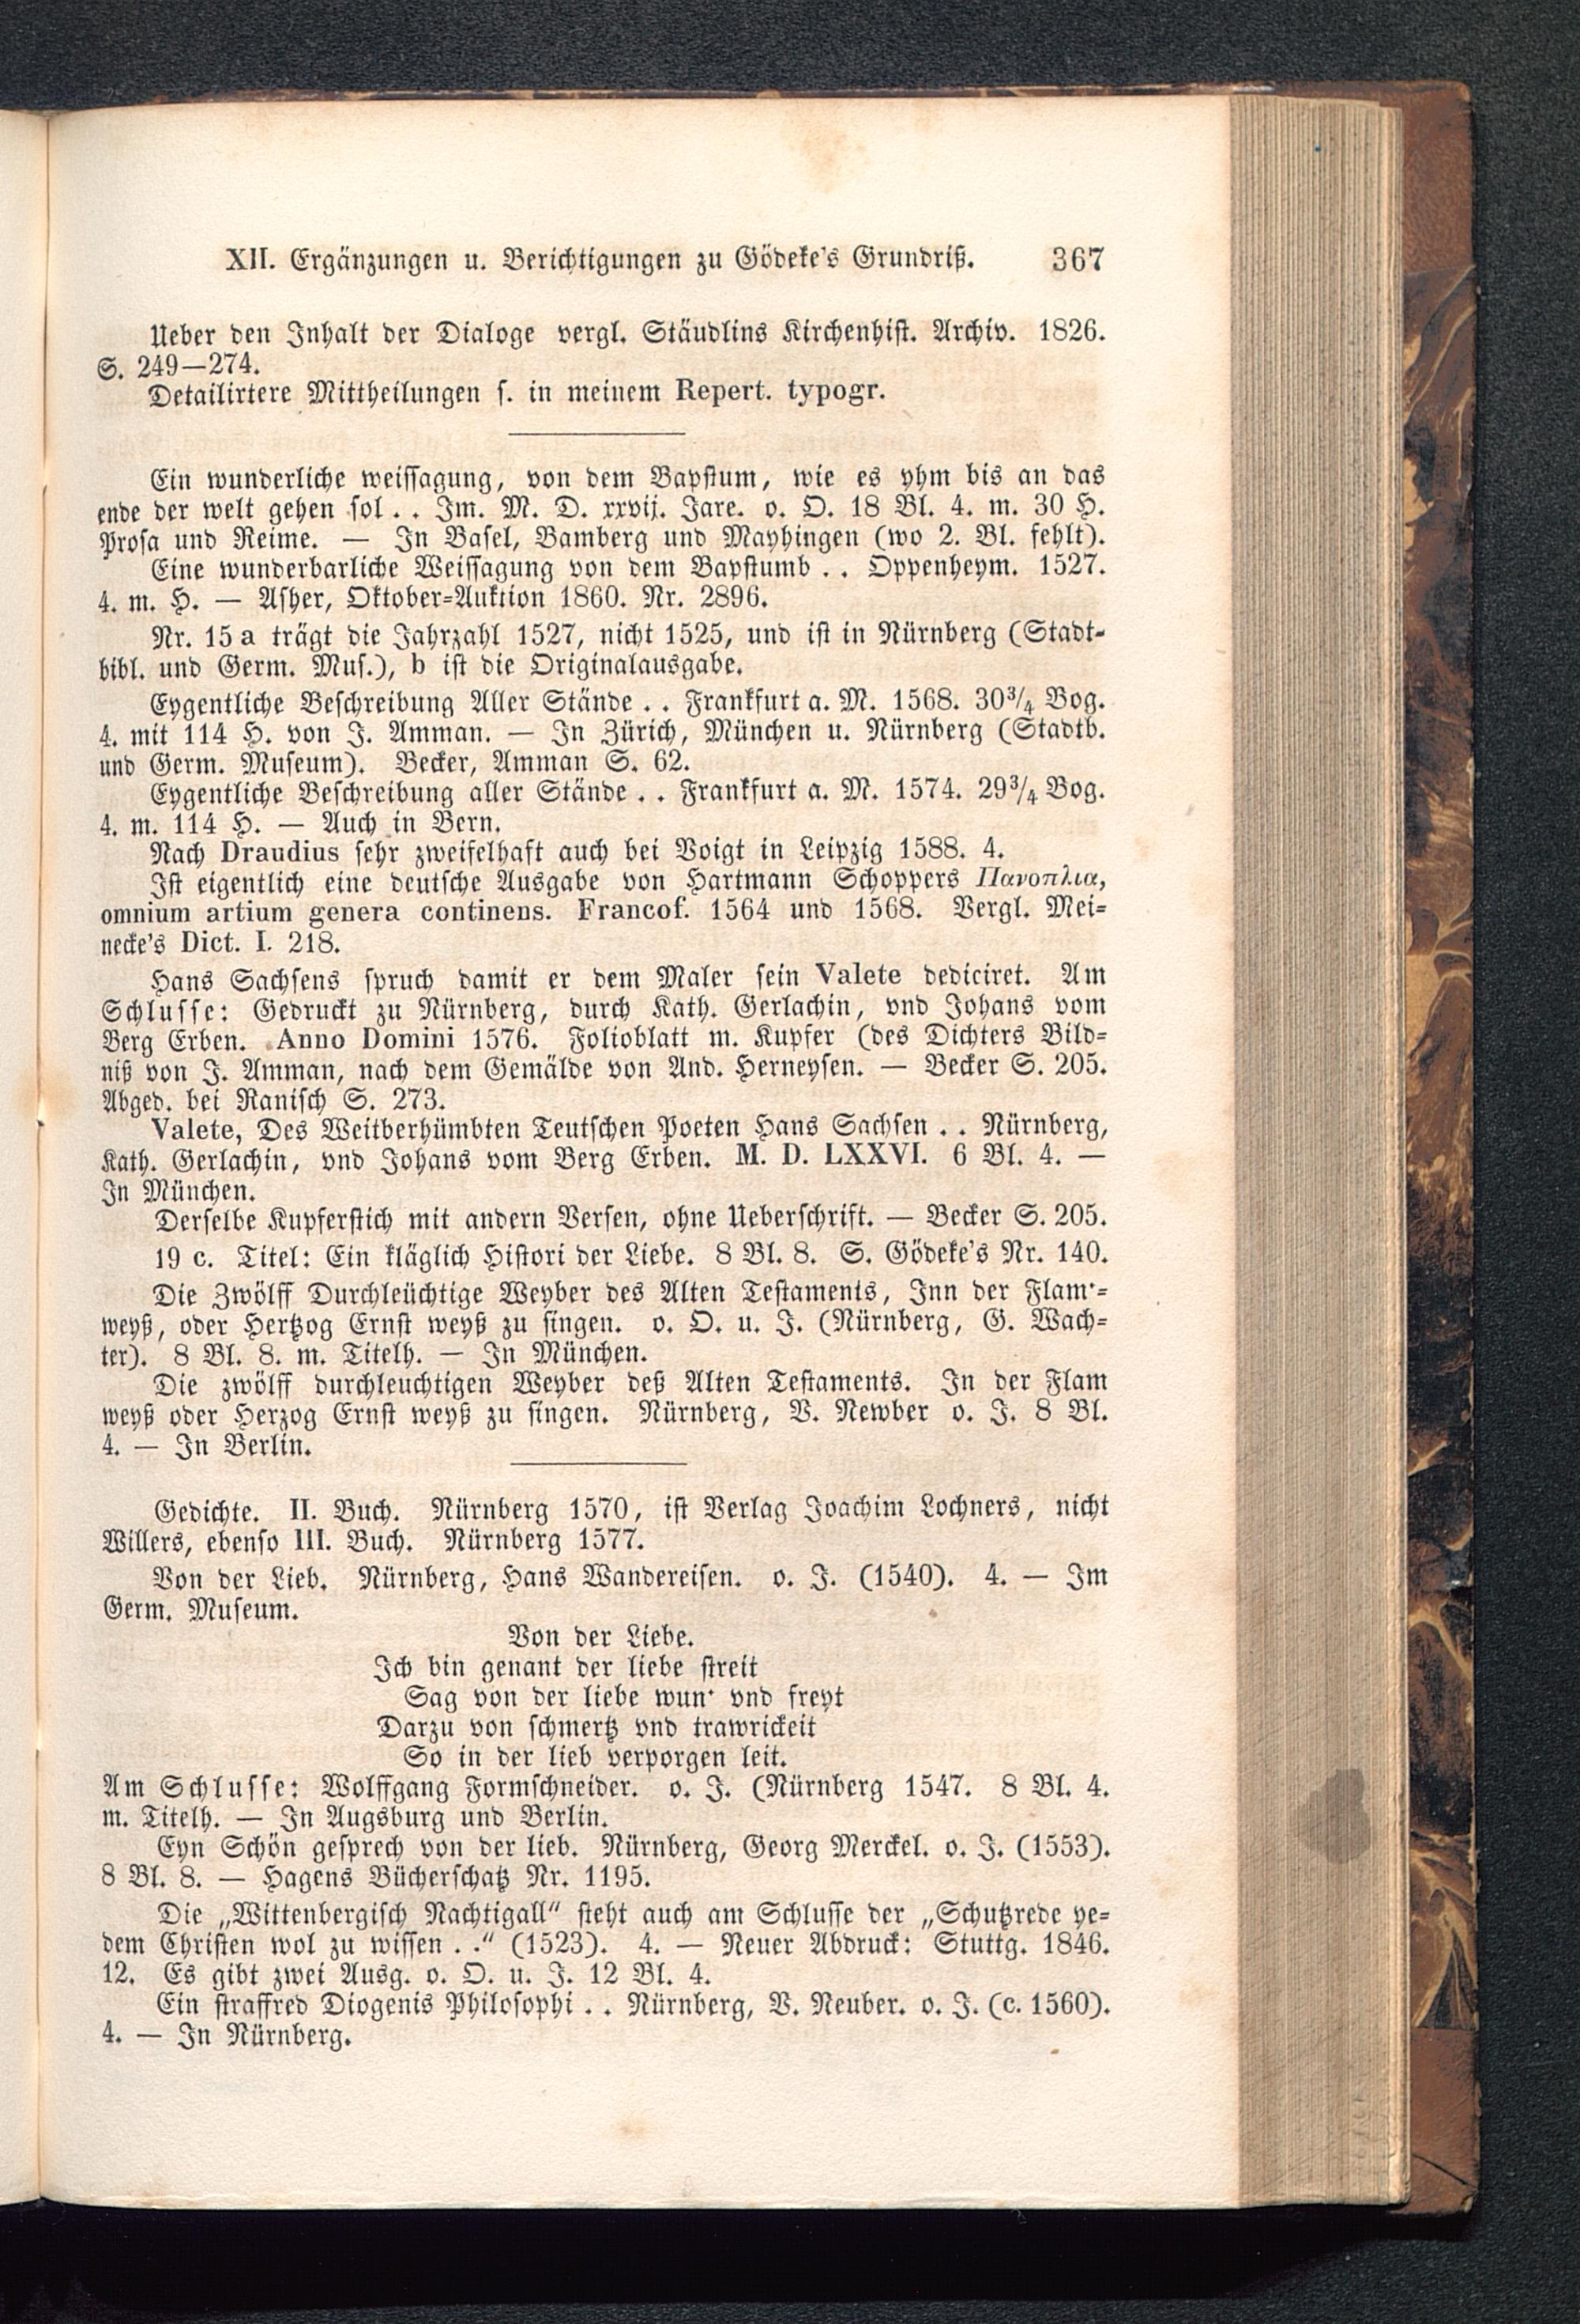 XII. Ergänzungen u. Berichtigungen zu Gödeke's Grundriß. 367
Ueber den Inhalt der Dialoge vergl. Stäudlins Kirchenhist. Archiv. 1826.
S. 249—274.
Detailirtere Mittheilungen s. in meinem Repert. typogr.
Ein wunderliche weissagung, von dem Bapstum, wie es yhm bis an das
ende der welt gehen sol . . Im. M. D. xxvij. Jare. o. O. 18 Bl. 4. m. 30 H.
Prosa und Reime. — In Basel, Bamberg und Mayhingen (wo 2. Bl. fehlt).
Eine wunderbarliche Weissagung von dem Bapstumb . . Oppenheym. 1527.
4. m. H. — Asher, Oktober-Auktion 1860. Nr. 2896.
Nr. 15 a trägt die Jahrzahl 1527, nicht 1525, und ist in Nürnberg (Stadt-
bibl. und Germ. Mus.), b ist die Originalausgabe.
Eygentliche Beschreibung Aller Stände . . Frankfurt a. M. 1568. 30³/₄ Bog.
4. mit 114 H. von J. Amman. — In Zürich, München u. Nürnberg (Stadtb.
und Germ. Museum). Becker, Amman S. 62.
Eygentliche Beschreibung aller Stände . . Frankfurt a. M. 1574. 29³/₄ Bog.
4. m. 114 H. — Auch in Bern.
Nach Draudius sehr zweifelhaft auch bei Voigt in Leipzig 1588. 4.
Ist eigentlich eine deutsche Ausgabe von Hartmann Schoppers Πανοπλια,
omnium artium genera continens. Francof. 1564 und 1568. Vergl. Mei-
necke's Dict. I. 218.
Hans Sachsens spruch damit er dem Maler sein Valete dediciret. Am
Schlusse: Gedruckt zu Nürnberg, durch Kath. Gerlachin, vnd Johans vom
Berg Erben. Anno Domini 1576. Folioblatt m. Kupfer (des Dichters Bild-
niß von J. Amman, nach dem Gemälde von And. Herneysen. — Becker S. 205.
Abged. bei Ranisch S. 273.
Valete, Des Weitberhümbten Teutschen Poeten Hans Sachsen . . Nürnberg,
Kath. Gerlachin, vnd Johans vom Berg Erben. M. D. LXXVI. 6 Bl. 4. —
In München.
Derselbe Kupferstich mit andern Versen, ohne Ueberschrift. — Becker S. 205.
19 c. Titel: Ein kläglich Histori der Liebe. 8 Bl. 8. S. Gödeke's Nr. 140.
Die Zwölff Durchleüchtige Weyber des Alten Testaments, Inn der Flam'-
weyß, oder Hertzog Ernst weyß zu singen. o. O. u. J. (Nürnberg, G. Wach-
ter). 8 Bl. 8. m. Titelh. — In München.
Die zwölff durchleuchtigen Weyber deß Alten Testaments. In der Flam
weyß oder Herzog Ernst weyß zu singen. Nürnberg, V. Newber o. J. 8 Bl.
4. — In Berlin.
Gedichte. II. Buch. Nürnberg 1570, ist Verlag Joachim Lochners, nicht
Willers, ebenso III. Buch. Nürnberg 1577.
Von der Lieb. Nürnberg, Hans Wandereisen. o. J. (1540). 4. — Im
Germ. Museum.
Von der Liebe.
Ich bin genant der liebe streit
Sag von der liebe wun' vnd freyt
Darzu von schmertz vnd trawrickeit
So in der lieb verporgen leit.
Am Schlusse: Wolffgang Formschneider. o. J. (Nürnberg 1547. 8 Bl. 4.
m. Titelh. — In Augsburg und Berlin.
Eyn Schön gesprech von der lieb. Nürnberg, Georg Merckel. o. J. (1553).
8 Bl. 8. — Hagens Bücherschatz Nr. 1195.
Die „Wittenbergisch Nachtigall“ steht auch am Schlusse der „Schutzrede ye-
dem Christen wol zu wissen . .“ (1523). 4. — Neuer Abdruck: Stuttg. 1846.
12. Es gibt zwei Ausg. o. O. u. J. 12 Bl. 4.
Ein straffred Diogenis Philosophi . . Nürnberg, V. Neuber. o. J. (c. 1560).
4. — In Nürnberg.